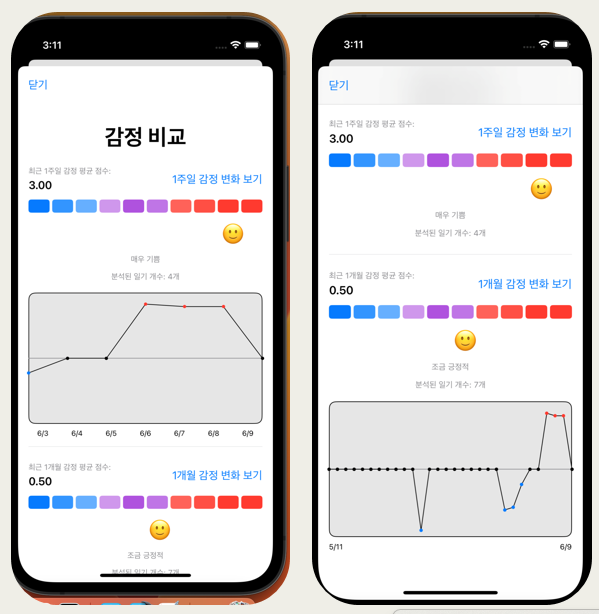 3:11
닫기
감정 비교
최근 1주일 감정 평균 점수:
3.00
1주일 감정 변화 보기
매우 기쁨
분석된 일기 개수: 4개
6/3 6/4 6/5 6/6 6/7 6/8 6/9
최근 1개월 감정 평균 점수:
0.50
1개월 감정 변화 보기
조금 긍정적
분석된 일기 개수: 7개
3:11
닫기
최근 1주일 감정 평균 점수:
3.00
1주일 감정 변화 보기
매우 기쁨
분석된 일기 개수: 4개
최근 1개월 감정 평균 점수:
0.50
1개월 감정 변화 보기
조금 긍정적
분석된 일기 개수: 7개
5/11 6/9